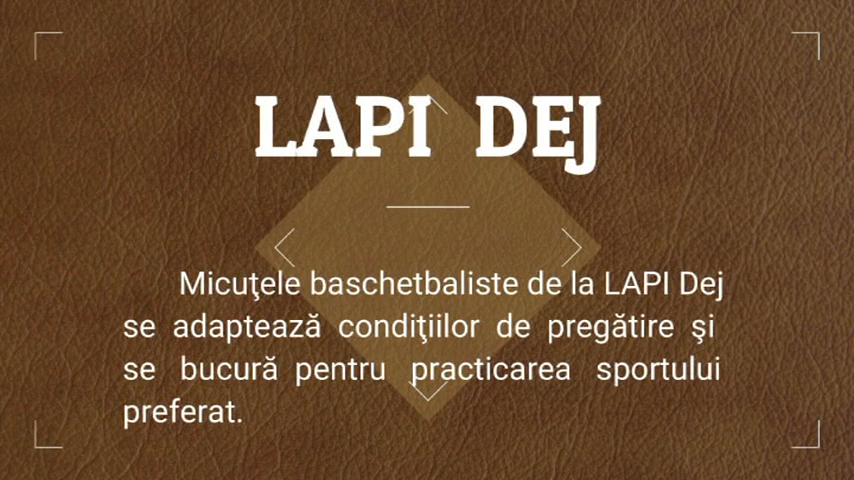 LAPI DEJ
Micuţele baschetbaliste de la LAPI Dej
se adaptează condiţiilor de pregătire şi
se bucură pentru practicarea sportului
preferat.